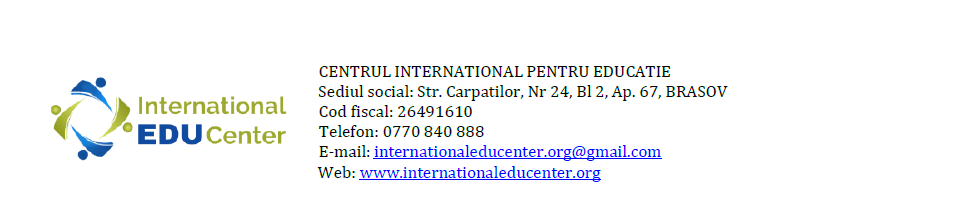 International
EDU Center
CENTRUL INTERNATIONAL PENTRU EDUCATIE
Sediul social: Str. Carpatilor, Nr 24, Bl 2, Ap. 67, BRASOV
Cod fiscal: 26491610
Telefon: 0770 840 888
E-mail: internationaleducenter.org@gmail.com
Web: www.internationaleducenter.org